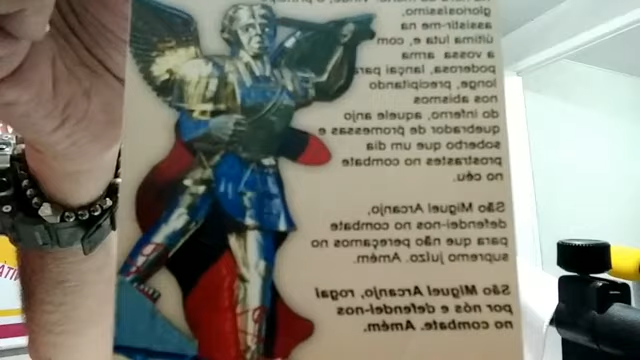 gloriosíssimo,
assistir-me na
última luta e, com
a vossa arma
poderosa, lançai para
longe, precipitando
nos abismos
do inferno, aquele anjo
quebrador de promessas e
soberbo que um dia
prostrastes no combate
no céu.
São Miguel Arcanjo,
defendei-nos no combate
para que não pereçamos no
supremo juízo. Amém.
São Miguel Arcanjo, rogai
por nós e defendei-nos
no combate. Amém.